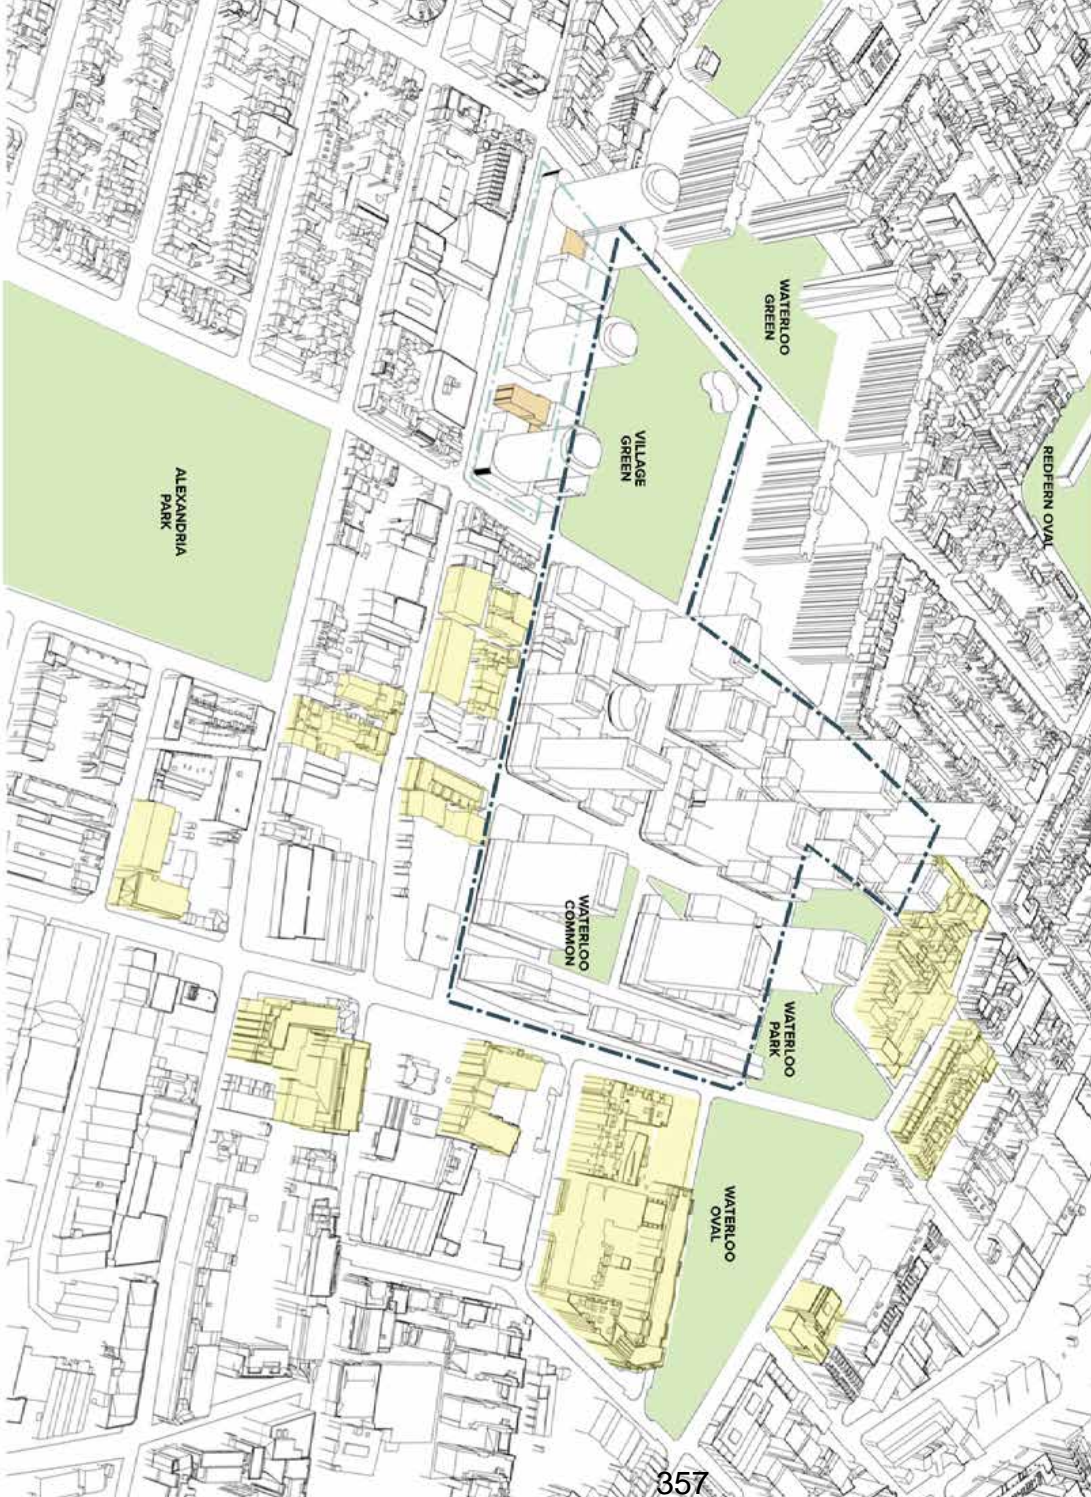 REDFERN OVAL
WATERLOO
GREEN
VILLAGE
GREEN
ALEXANDRIA
PARK
WATERLOO
COMMON
WATERLOO
PARK
WATERLOO
OVAL
357